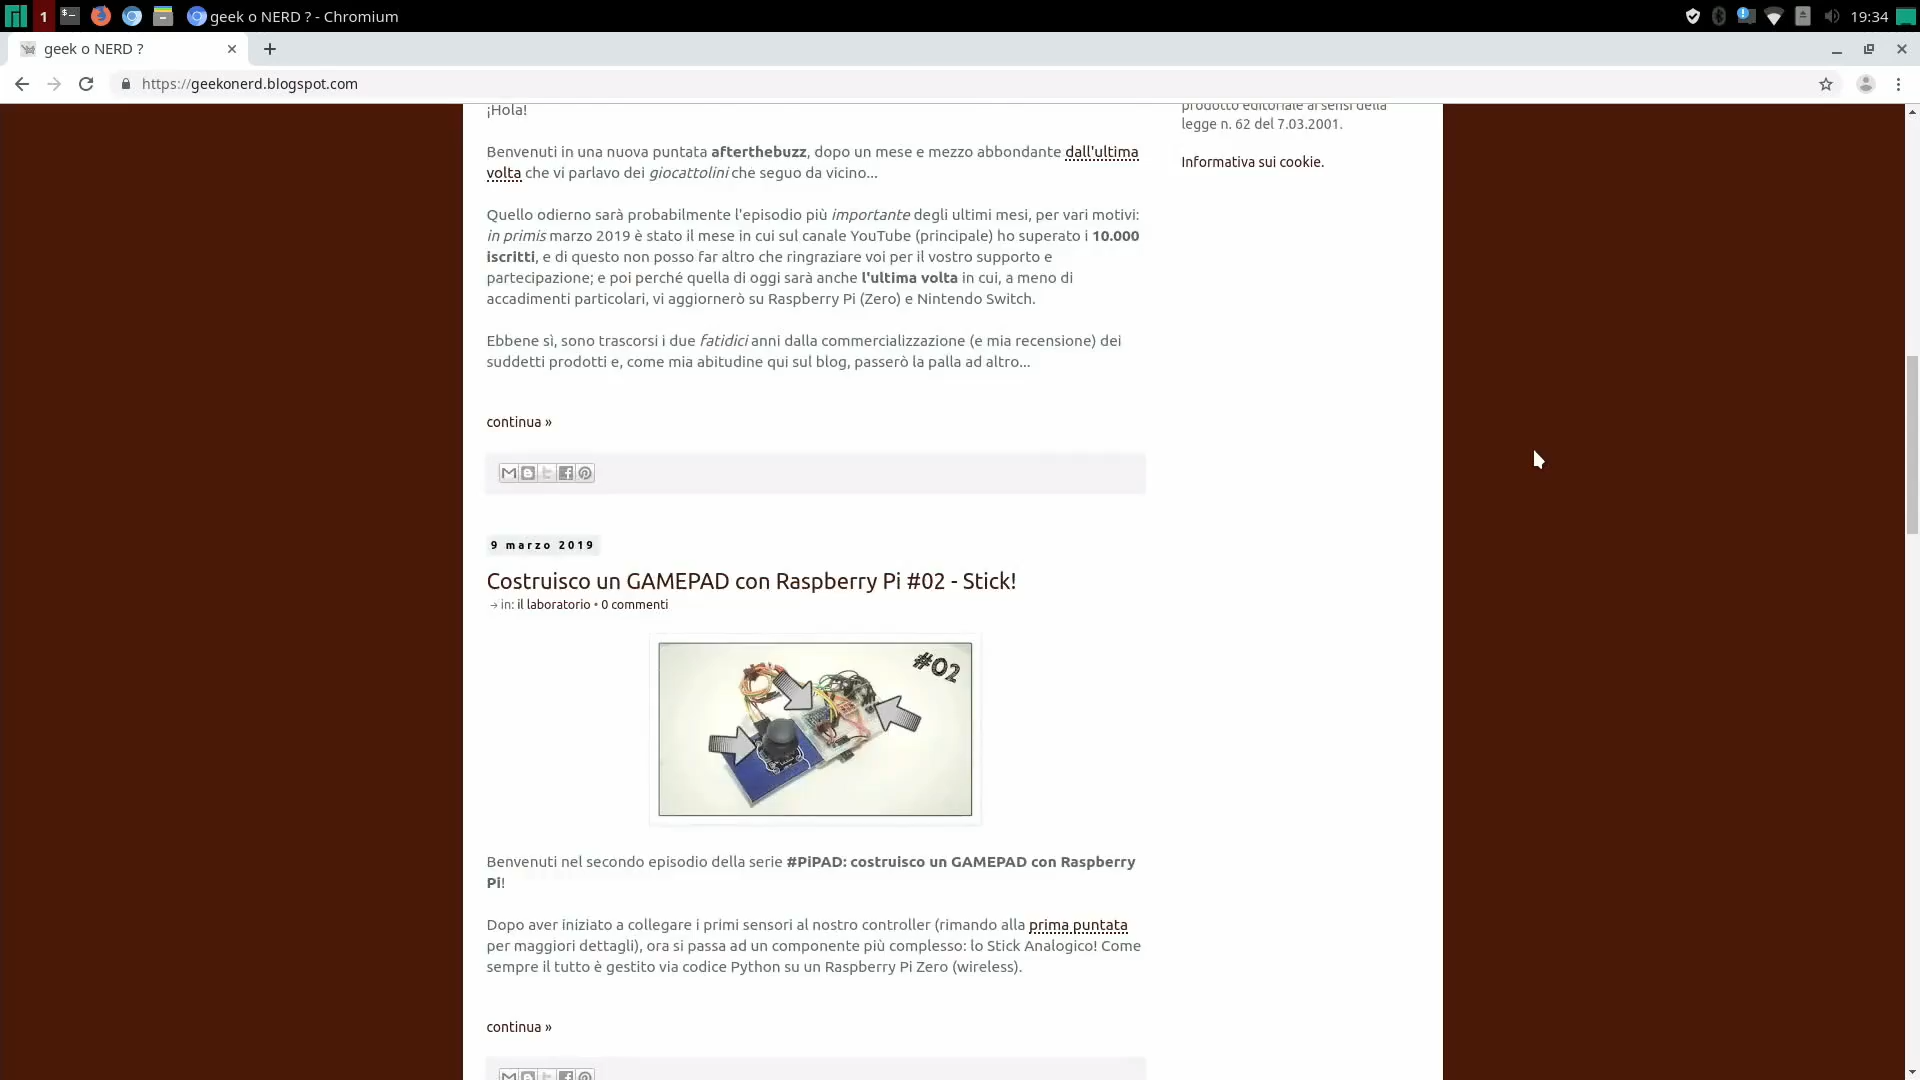 1
geek o NERD ? - Chromium
19:34
geek o NERD ?
https://geekonerd.blogspot.com
¡Hola!
Benvenuti in una nuova puntata afterthebuzz, dopo un mese e mezzo abbondante dall'ultima
volta che vi parlavo dei giocattolini che seguo da vicino...
Quello odierno sarà probabilmente l'episodio più importante degli ultimi mesi, per vari motivi:
in primis marzo 2019 è stato il mese in cui sul canale YouTube (principale) ho superato i 10.000
iscritti, e di questo non posso far altro che ringraziare voi per il vostro supporto e
partecipazione; e poi perché quella di oggi sarà anche l'ultima volta in cui, a meno di
accadimenti particolari, vi aggiornerò su Raspberry Pi (Zero) e Nintendo Switch.
Ebbene sì, sono trascorsi i due fatidici anni dalla commercializzazione (e mia recensione) dei
suddetti prodotti e, come mia abitudine qui sul blog, passerò la palla ad altro...
continua »
9 marzo 2019
Costruisco un GAMEPAD con Raspberry Pi #02 - Stick!
→ in: il laboratorio • 0 commenti
#02
Benvenuti nel secondo episodio della serie #PiPAD: costruisco un GAMEPAD con Raspberry
Pi!
Dopo aver iniziato a collegare i primi sensori al nostro controller (rimando alla prima puntata
per maggiori dettagli), ora si passa ad un componente più complesso: lo Stick Analogico! Come
sempre il tutto è gestito via codice Python su un Raspberry Pi Zero (wireless).
continua »
prodotto editoriale ai sensi della
legge n. 62 del 7.03.2001.
Informativa sui cookie.